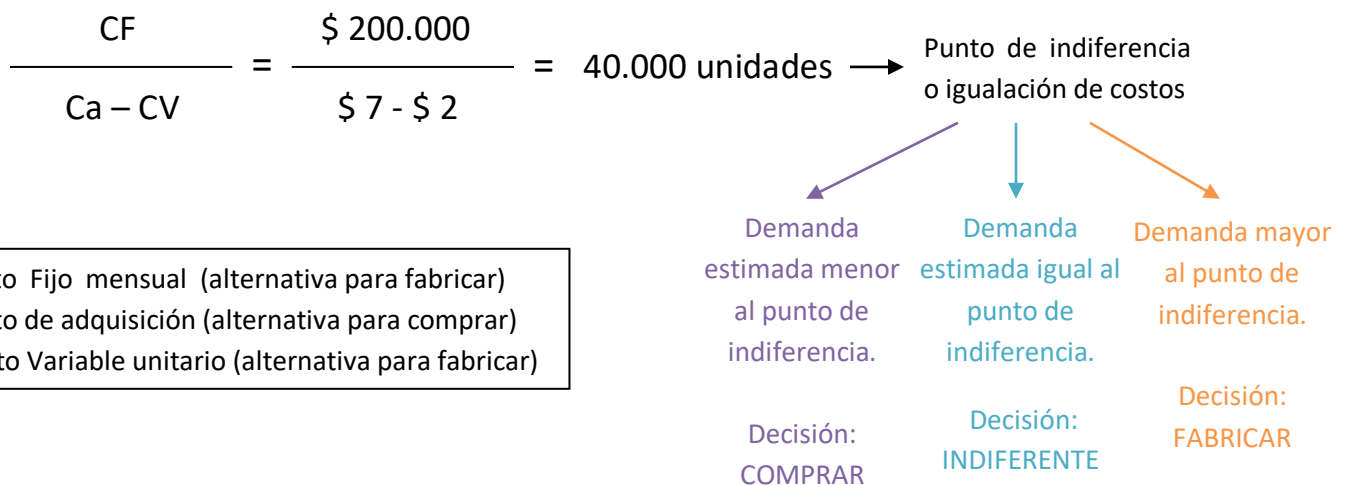 CF
Ca – CV
=
$ 200.000
$ 7 - $ 2
= 40.000 unidades
Punto de indiferencia
o igualación de costos
Fijo mensual (alternativa para fabricar)
de adquisición (alternativa para comprar)
Variable unitario (alternativa para fabricar)
Demanda
estimada menor
al punto de
indiferencia.
Decisión:
COMPRAR
Demanda
estimada igual al
punto de
indiferencia.
Decisión:
INDIFERENTE
Demanda mayor
al punto de
indiferencia.
Decisión:
FABRICAR